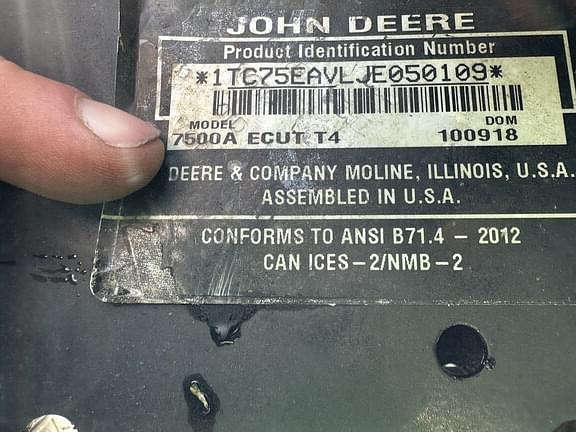 JOHN DEERE
Product Identification Number
*1TC75EAVLJE050109*
MODEL DOM
7500A ECUT T4 100918
DEERE & COMPANY MOLINE, ILLINOIS, U.S.A.
ASSEMBLED IN U.S.A.
CONFORMS TO ANSI B71.4 – 2012
CAN ICES–2/NMB–2